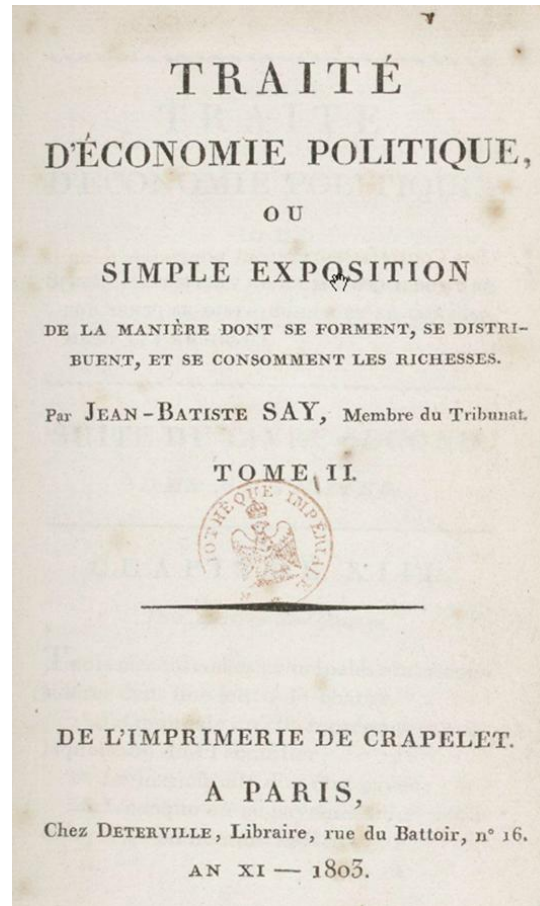 TRAITÉ
D'ÉCONOMIE POLITIQUE,
OU
SIMPLE EXPOSITION
DE LA MANIÈRE DONT SE FORMENT, SE DISTRI-
BUENT, ET SE CONSOMMENT LES RICHESSES.
Par JEAN-BATISTE SAY, Membre du Tribunat.
TOME II.
OTHÈQUE IMPÉRIALE
DE L'IMPRIMERIE DE CRAPELET.
A PARIS,
Chez DETERVILLE, Libraire, rue du Battoir, n° 16.
AN XI — 1803.